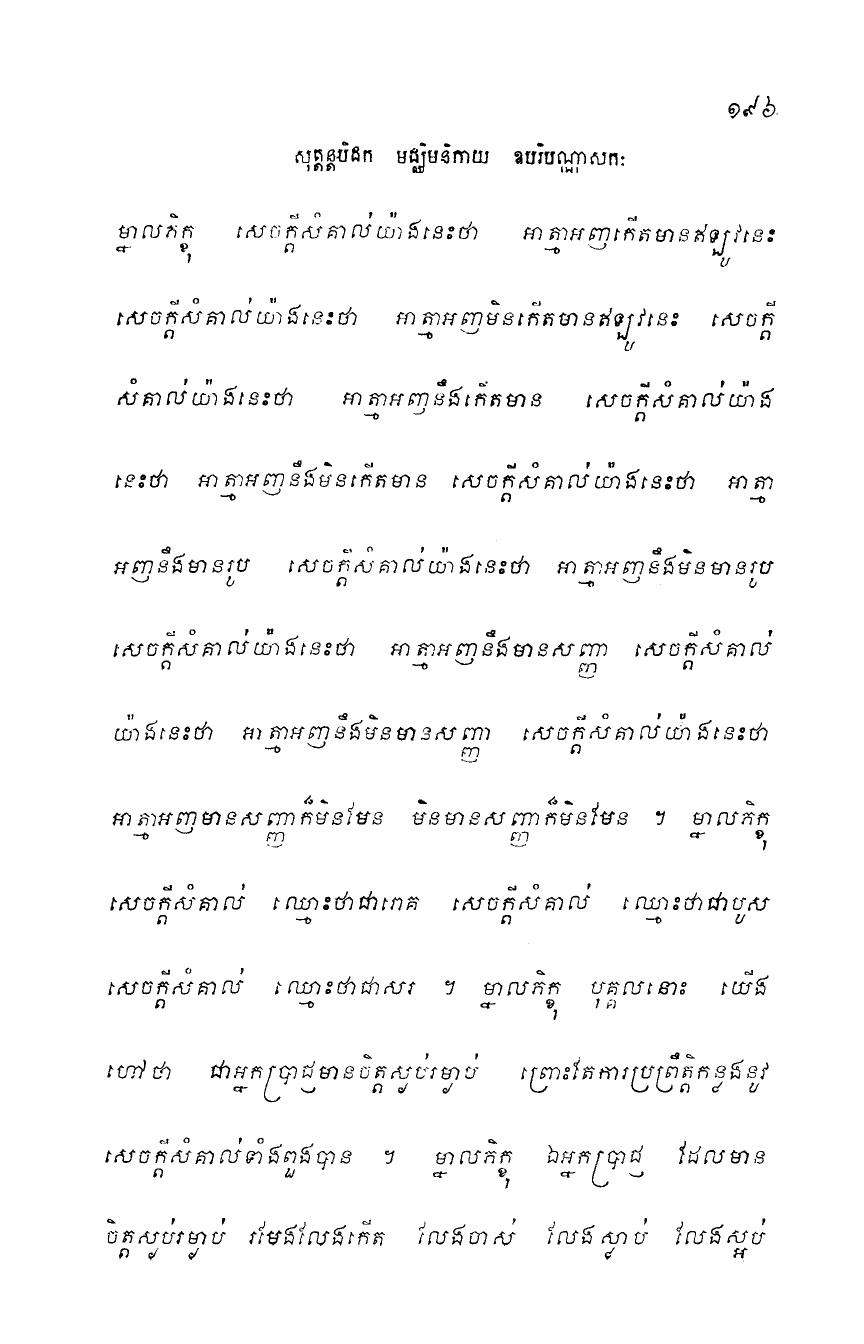 ១៩៦
សុត្តន្តបិដក មជ្ឈិមនិកាយ ឧបរិបណ្ណាសកៈ
ម្នាលភិក្ខុ សេចក្តីសំគាល់យ៉ាងនេះថា អាត្មាអញកើតមានឥឡូវនេះ
សេចក្តីសំគាល់យ៉ាងនេះថា អាត្មាអញមិនកើតមានឥឡូវនេះ សេចក្តី
សំគាល់យ៉ាងនេះថា អាត្មាអញនឹងកើតមាន សេចក្តីសំគាល់យ៉ាង
នេះថា អាត្មាអញនឹងមិនកើតមាន សេចក្តីសំគាល់យ៉ាងនេះថា អាត្មា
អញនឹងមានរូប សេចក្តីសំគាល់យ៉ាងនេះថា អាត្មាអញនឹងមិនមានរូប
សេចក្តីសំគាល់យ៉ាងនេះថា អាត្មាអញនឹងមានសញ្ញា សេចក្តីសំគាល់
យ៉ាងនេះថា អាត្មាអញនឹងមិនមានសញ្ញា សេចក្តីសំគាល់យ៉ាងនេះថា
អាត្មាអញមានសញ្ញាក៏មិនមែន មិនមានសញ្ញាក៏មិនមែន ។ ម្នាលភិក្ខុ
សេចក្តីសំគាល់ ឈ្មោះថាជារោគ សេចក្តីសំគាល់ ឈ្មោះថាជាបូស
សេចក្តីសំគាល់ ឈ្មោះថាជាសរ ។ ម្នាលភិក្ខុ បុគ្គលនោះ យើង
ហៅថា ជាអ្នកប្រាជ្ញមានចិត្តស្ងប់រម្ងាប់ ព្រោះតែការប្រព្រឹត្តិកន្លងនូវ
សេចក្តីសំគាល់ទាំងពួងបាន ។ ម្នាលភិក្ខុ ឯអ្នកប្រាជ្ញ ដែលមាន
ចិត្តស្ងប់រម្ងាប់ រមែងលែងកើត លែងចាស់ លែងស្លាប់ លែងស្អប់